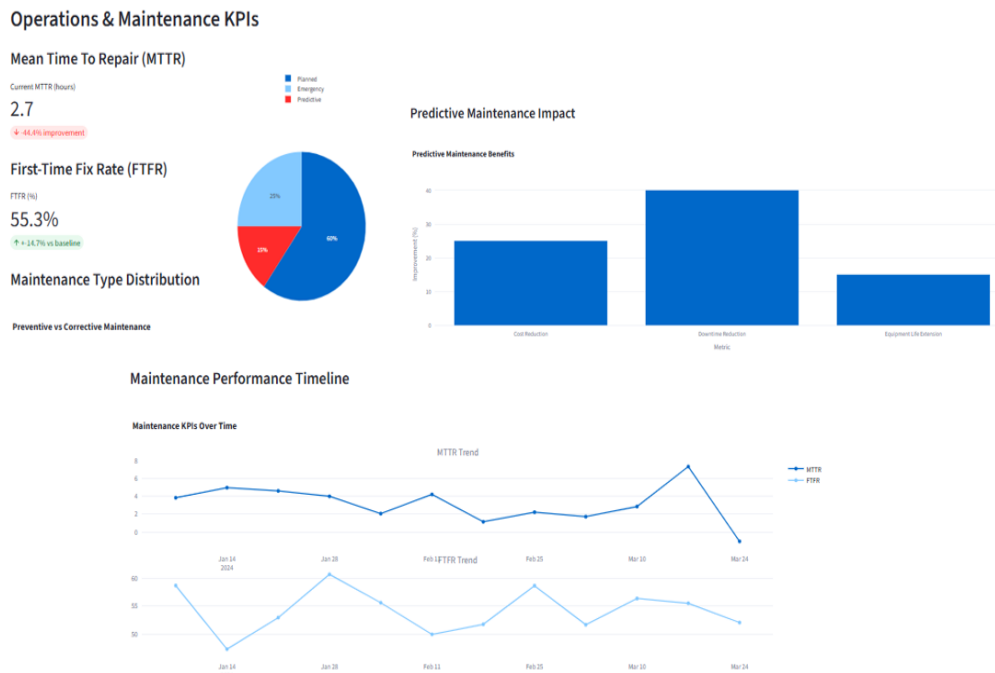 Operations & Maintenance KPIs
Mean Time To Repair (MTTR)
Current MTTR (hours)
2.7
↓ -44.4% improvement
First-Time Fix Rate (FTFR)
FTFR (%)
55.3%
↑ +-14.7% vs baseline
Maintenance Type Distribution
Preventive vs Corrective Maintenance
Planned
Emergency
Predictive
25%
60%
15%
Predictive Maintenance Impact
Predictive Maintenance Benefits
Improvement (%)
40
30
20
10
0
Cost Reduction
Downtime Reduction
Equipment Life Extension
Metric
Maintenance Performance Timeline
Maintenance KPIs Over Time
MTTR Trend
MTTR
FTFR
8
6
4
2
0
Jan 14
2024
Jan 28
Feb 11
Feb 25
Mar 10
Mar 24
FTFR Trend
60
55
50
Jan 14
Jan 28
Feb 11
Feb 25
Mar 10
Mar 24